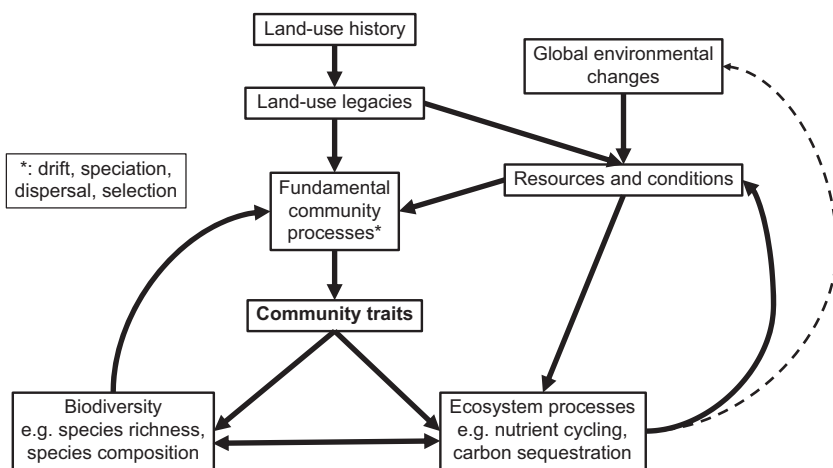 Land-use history
Global environmental
changes
Land-use legacies
*: drift, speciation,
dispersal, selection
Fundamental
community
processes*
Resources and conditions
Community traits
Biodiversity
e.g. species richness,
species composition
Ecosystem processes
e.g. nutrient cycling,
carbon sequestration